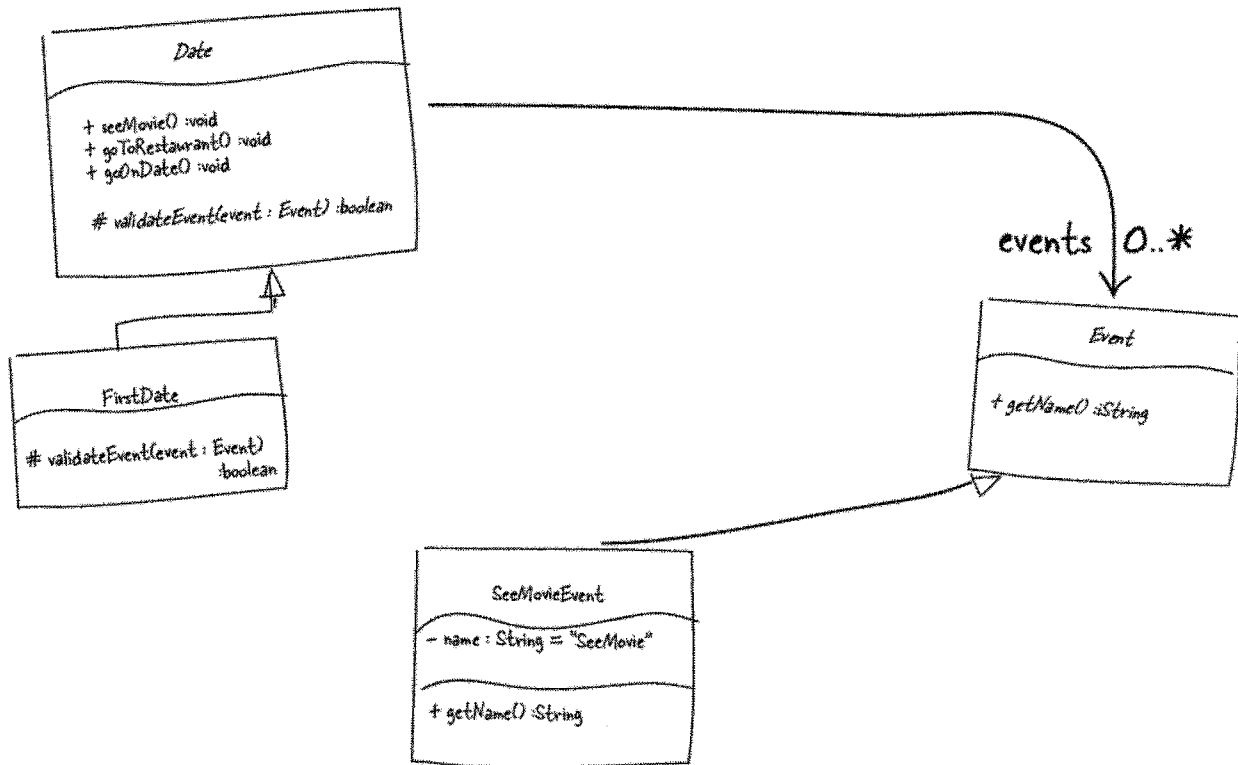 Date
+ seeMovie() :void
+ goToRestaurant() :void
+ goOnDate() :void
# validateEvent(event : Event) :boolean
events 0..*
Event
+ getName() :String
FirstDate
# validateEvent(event : Event)
:boolean
SeeMovieEvent
- name : String = "SeeMovie"
+ getName() :String